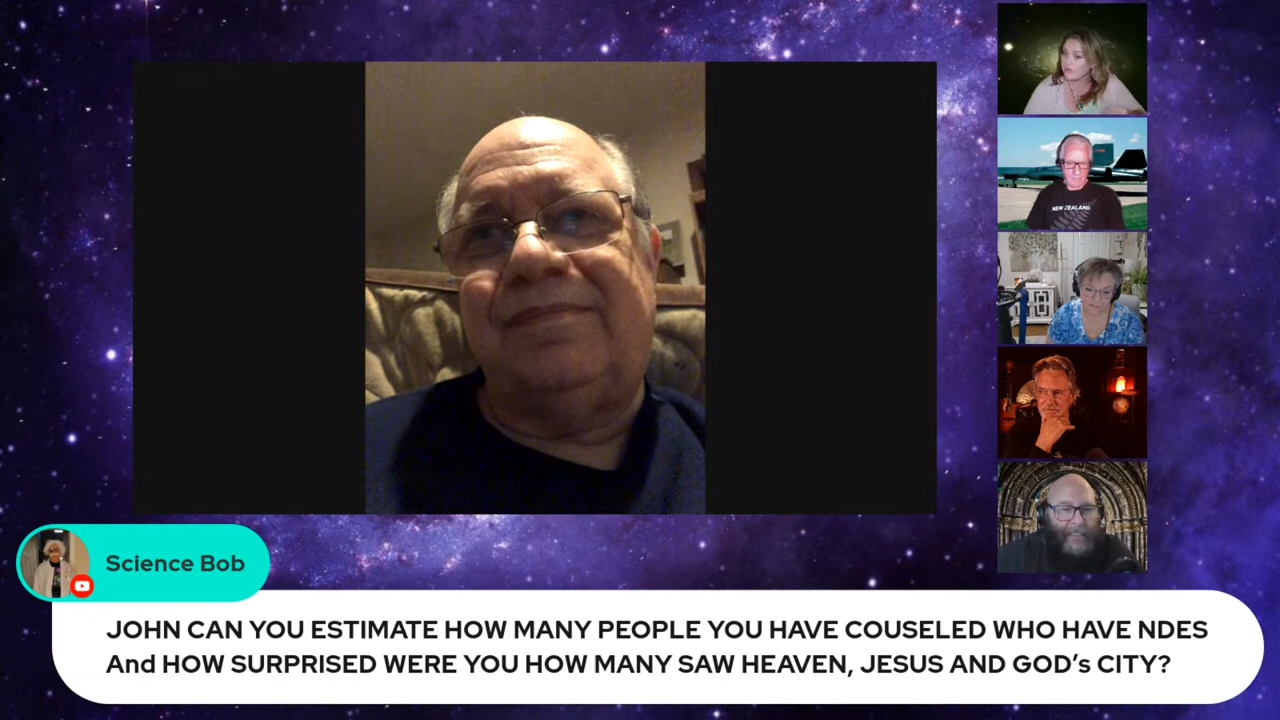 NEW ZEALAND
Science Bob
JOHN CAN YOU ESTIMATE HOW MANY PEOPLE YOU HAVE COUSELED WHO HAVE NDES
And HOW SURPRISED WERE YOU HOW MANY SAW HEAVEN, JESUS AND GOD’s CITY?